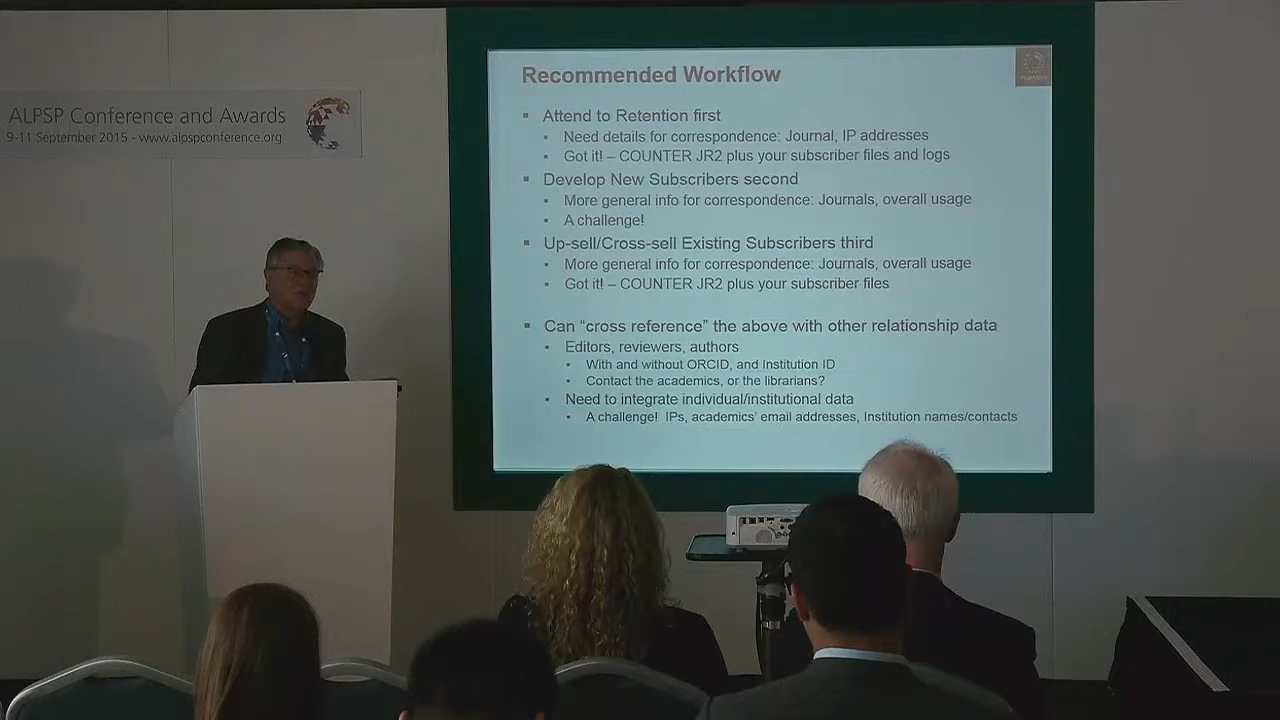 ALPSP Conference and Awards
9-11 September 2015 - www.alpspconference.org
Recommended Workflow
Attend to Retention first
Need details for correspondence: Journal, IP addresses
Got it! – COUNTER JR2 plus your subscriber files and logs
Develop New Subscribers second
More general info for correspondence: Journals, overall usage
A challenge!
Up-sell/Cross-sell Existing Subscribers third
More general info for correspondence: Journals, overall usage
Got it! – COUNTER JR2 plus your subscriber files
Can “cross reference” the above with other relationship data
Editors, reviewers, authors
With and without ORCID, and Institution ID
Contact the academics, or the librarians?
Need to integrate individual/institutional data
A challenge! IPs, academics’ email addresses, Institution names/contacts